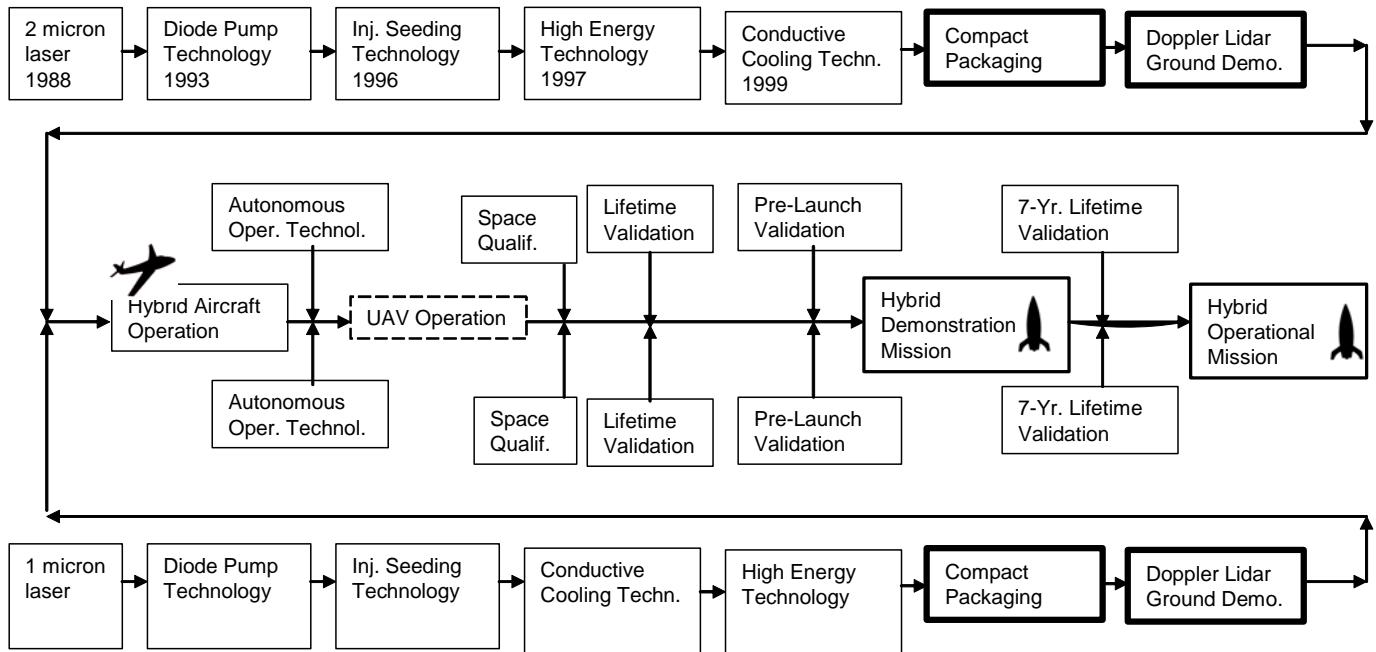 2 micron
laser
1988
Diode Pump
Technology
1993
Inj. Seeding
Technology
1996
High Energy
Technology
1997
Conductive
Cooling Techn.
1999
Compact
Packaging
Doppler Lidar
Ground Demo.
Autonomous
Oper. Technol.
Space
Qualif.
Lifetime
Validation
Pre-Launch
Validation
7-Yr. Lifetime
Validation
Hybrid Aircraft
Operation
UAV Operation
Hybrid
Demonstration
Mission
Hybrid
Operational
Mission
Autonomous
Oper. Technol.
Space
Qualif.
Lifetime
Validation
Pre-Launch
Validation
7-Yr. Lifetime
Validation
1 micron
laser
Diode Pump
Technology
Inj. Seeding
Technology
Conductive
Cooling Techn.
High Energy
Technology
Compact
Packaging
Doppler Lidar
Ground Demo.